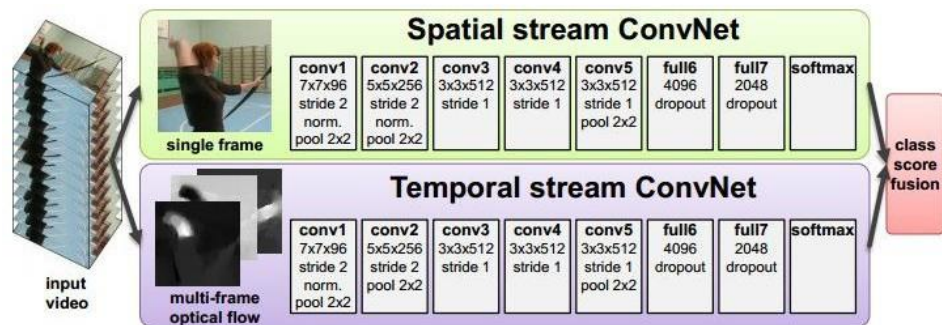 Spatial stream ConvNet
conv1
7x7x96
stride 2
norm.
pool 2x2
conv2
5x5x256
stride 2
norm.
pool 2x2
conv3
3x3x512
stride 1
conv4
3x3x512
stride 1
conv5
3x3x512
stride 1
pool 2x2
full6
4096
dropout
full7
2048
dropout
softmax
single frame
input
video
Temporal stream ConvNet
conv1
7x7x96
stride 2
norm.
pool 2x2
conv2
5x5x256
stride 2
pool 2x2
conv3
3x3x512
stride 1
conv4
3x3x512
stride 1
conv5
3x3x512
stride 1
pool 2x2
full6
4096
dropout
full7
2048
dropout
softmax
multi-frame
optical flow
class
score
fusion